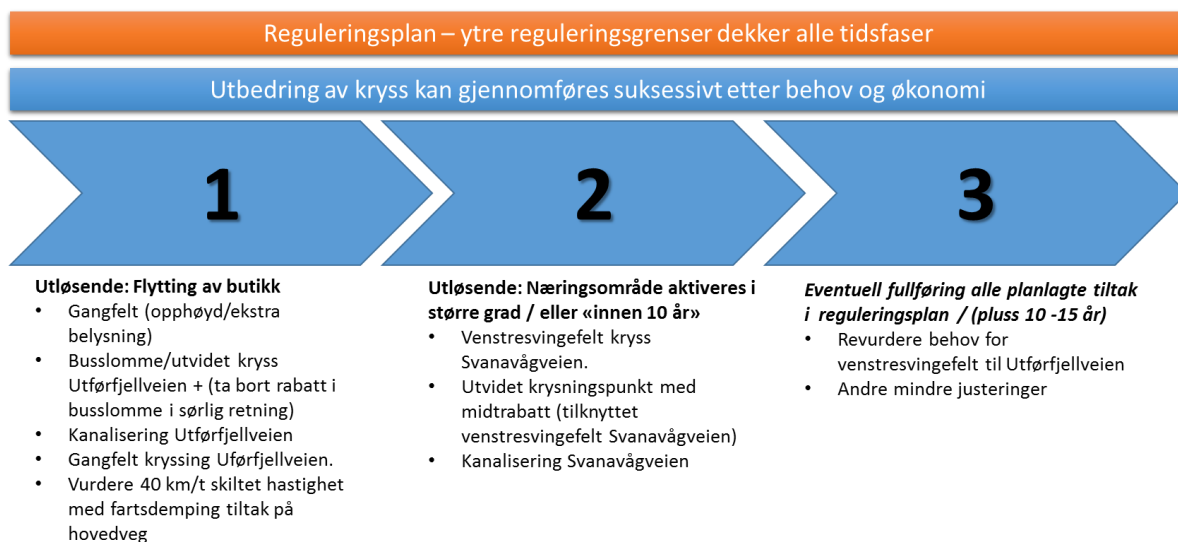 Reguleringsplan – ytre reguleringsgrenser dekker alle tidsfaser
Utbedring av kryss kan gjennomføres suksessivt etter behov og økonomi
1
2
3
Utløsende: Flytting av butikk
• Gangfelt (opphøyd/ekstra
belysning)
• Busslomme/utvidet kryss
Utførfjellveien + (ta bort rabatt i
busslomme i sørlig retning)
• Kanalisering Utførfjellveien
• Gangfelt kryssing Uførfjellveien.
• Vurdere 40 km/t skiltet hastighet
med fartsdemping tiltak på
hovedveg
Utløsende: Næringsområde aktiveres i
større grad / eller «innen 10 år»
• Venstresvingefelt kryss
Svanavågveien.
• Utvidet krysningspunkt med
midtrabatt (tilknyttet
venstresvingefelt Svanavågveien)
• Kanalisering Svanavågveien
Eventuell fullføring alle planlagte tiltak
i reguleringsplan / (pluss 10 -15 år)
• Revurdere behov for
venstresvingefelt til Utførfjellveien
• Andre mindre justeringer